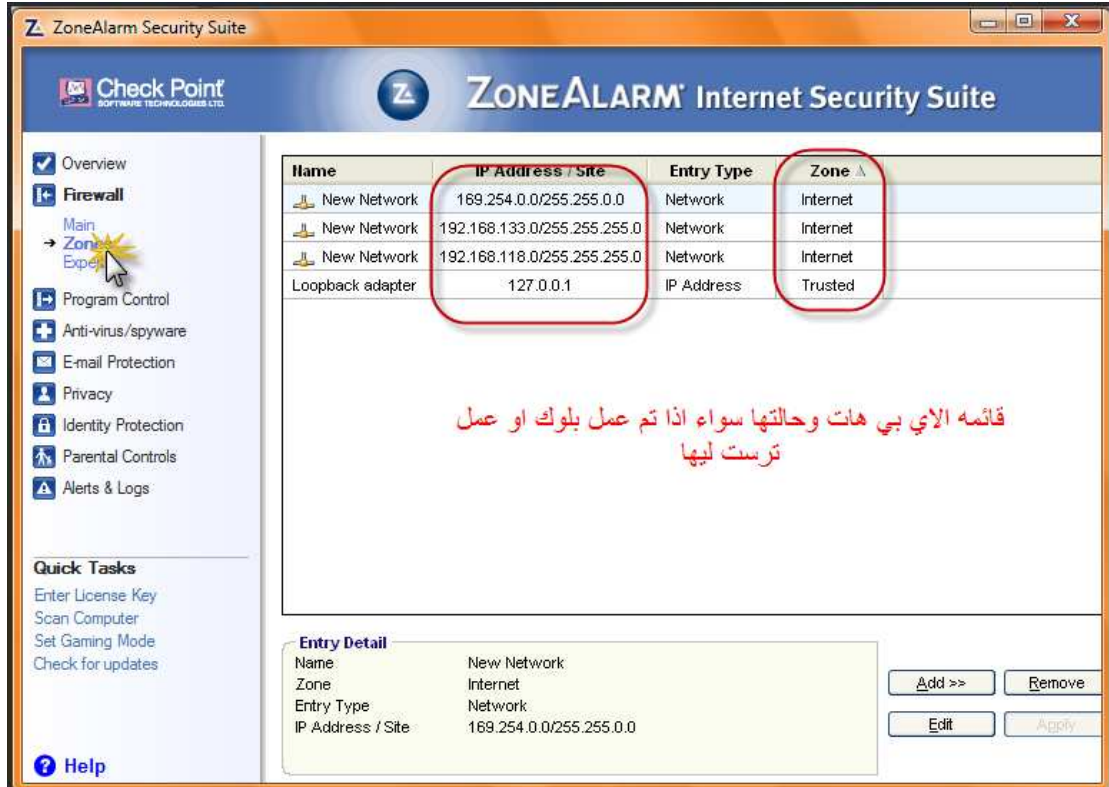 ZoneAlarm Security Suite
Check Point
SOFTWARE TECHNOLOGIES LTD.
ZONEALARM Internet Security Suite
Overview
Firewall
Main
Zones
Program Control
Anti-virus/spyware
E-mail Protection
Privacy
Identity Protection
Parental Controls
Alerts & Logs
Quick Tasks
Enter License Key
Scan Computer
Set Gaming Mode
Check for updates
Help
Name IP Address / Site Entry Type Zone
New Network 169.254.0.0/255.255.0.0 Network Internet
New Network 192.168.133.0/255.255.255.0 Network Internet
New Network 192.168.118.0/255.255.255.0 Network Internet
Loopback adapter 127.0.0.1 IP Address Trusted
قائمه الاي بي هات وحالتها سواء اذا تم عمل بلوك او عمل
ترست ليها
Entry Detail
Name New Network
Zone Internet
Entry Type Network
IP Address / Site 169.254.0.0/255.255.0.0
Add >> Remove
Edit Apply